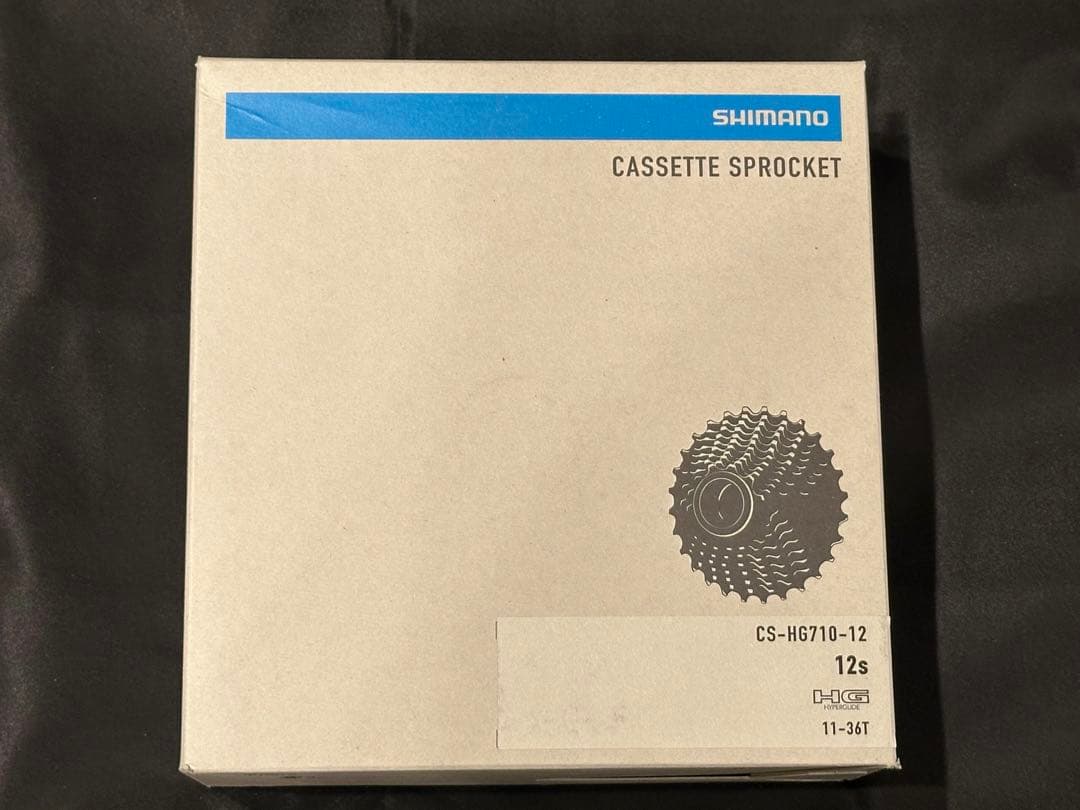 SHIMANO
CASSETTE SPROCKET
CS-HG710-12
12s
HG
HYPERGLIDE
11-36T